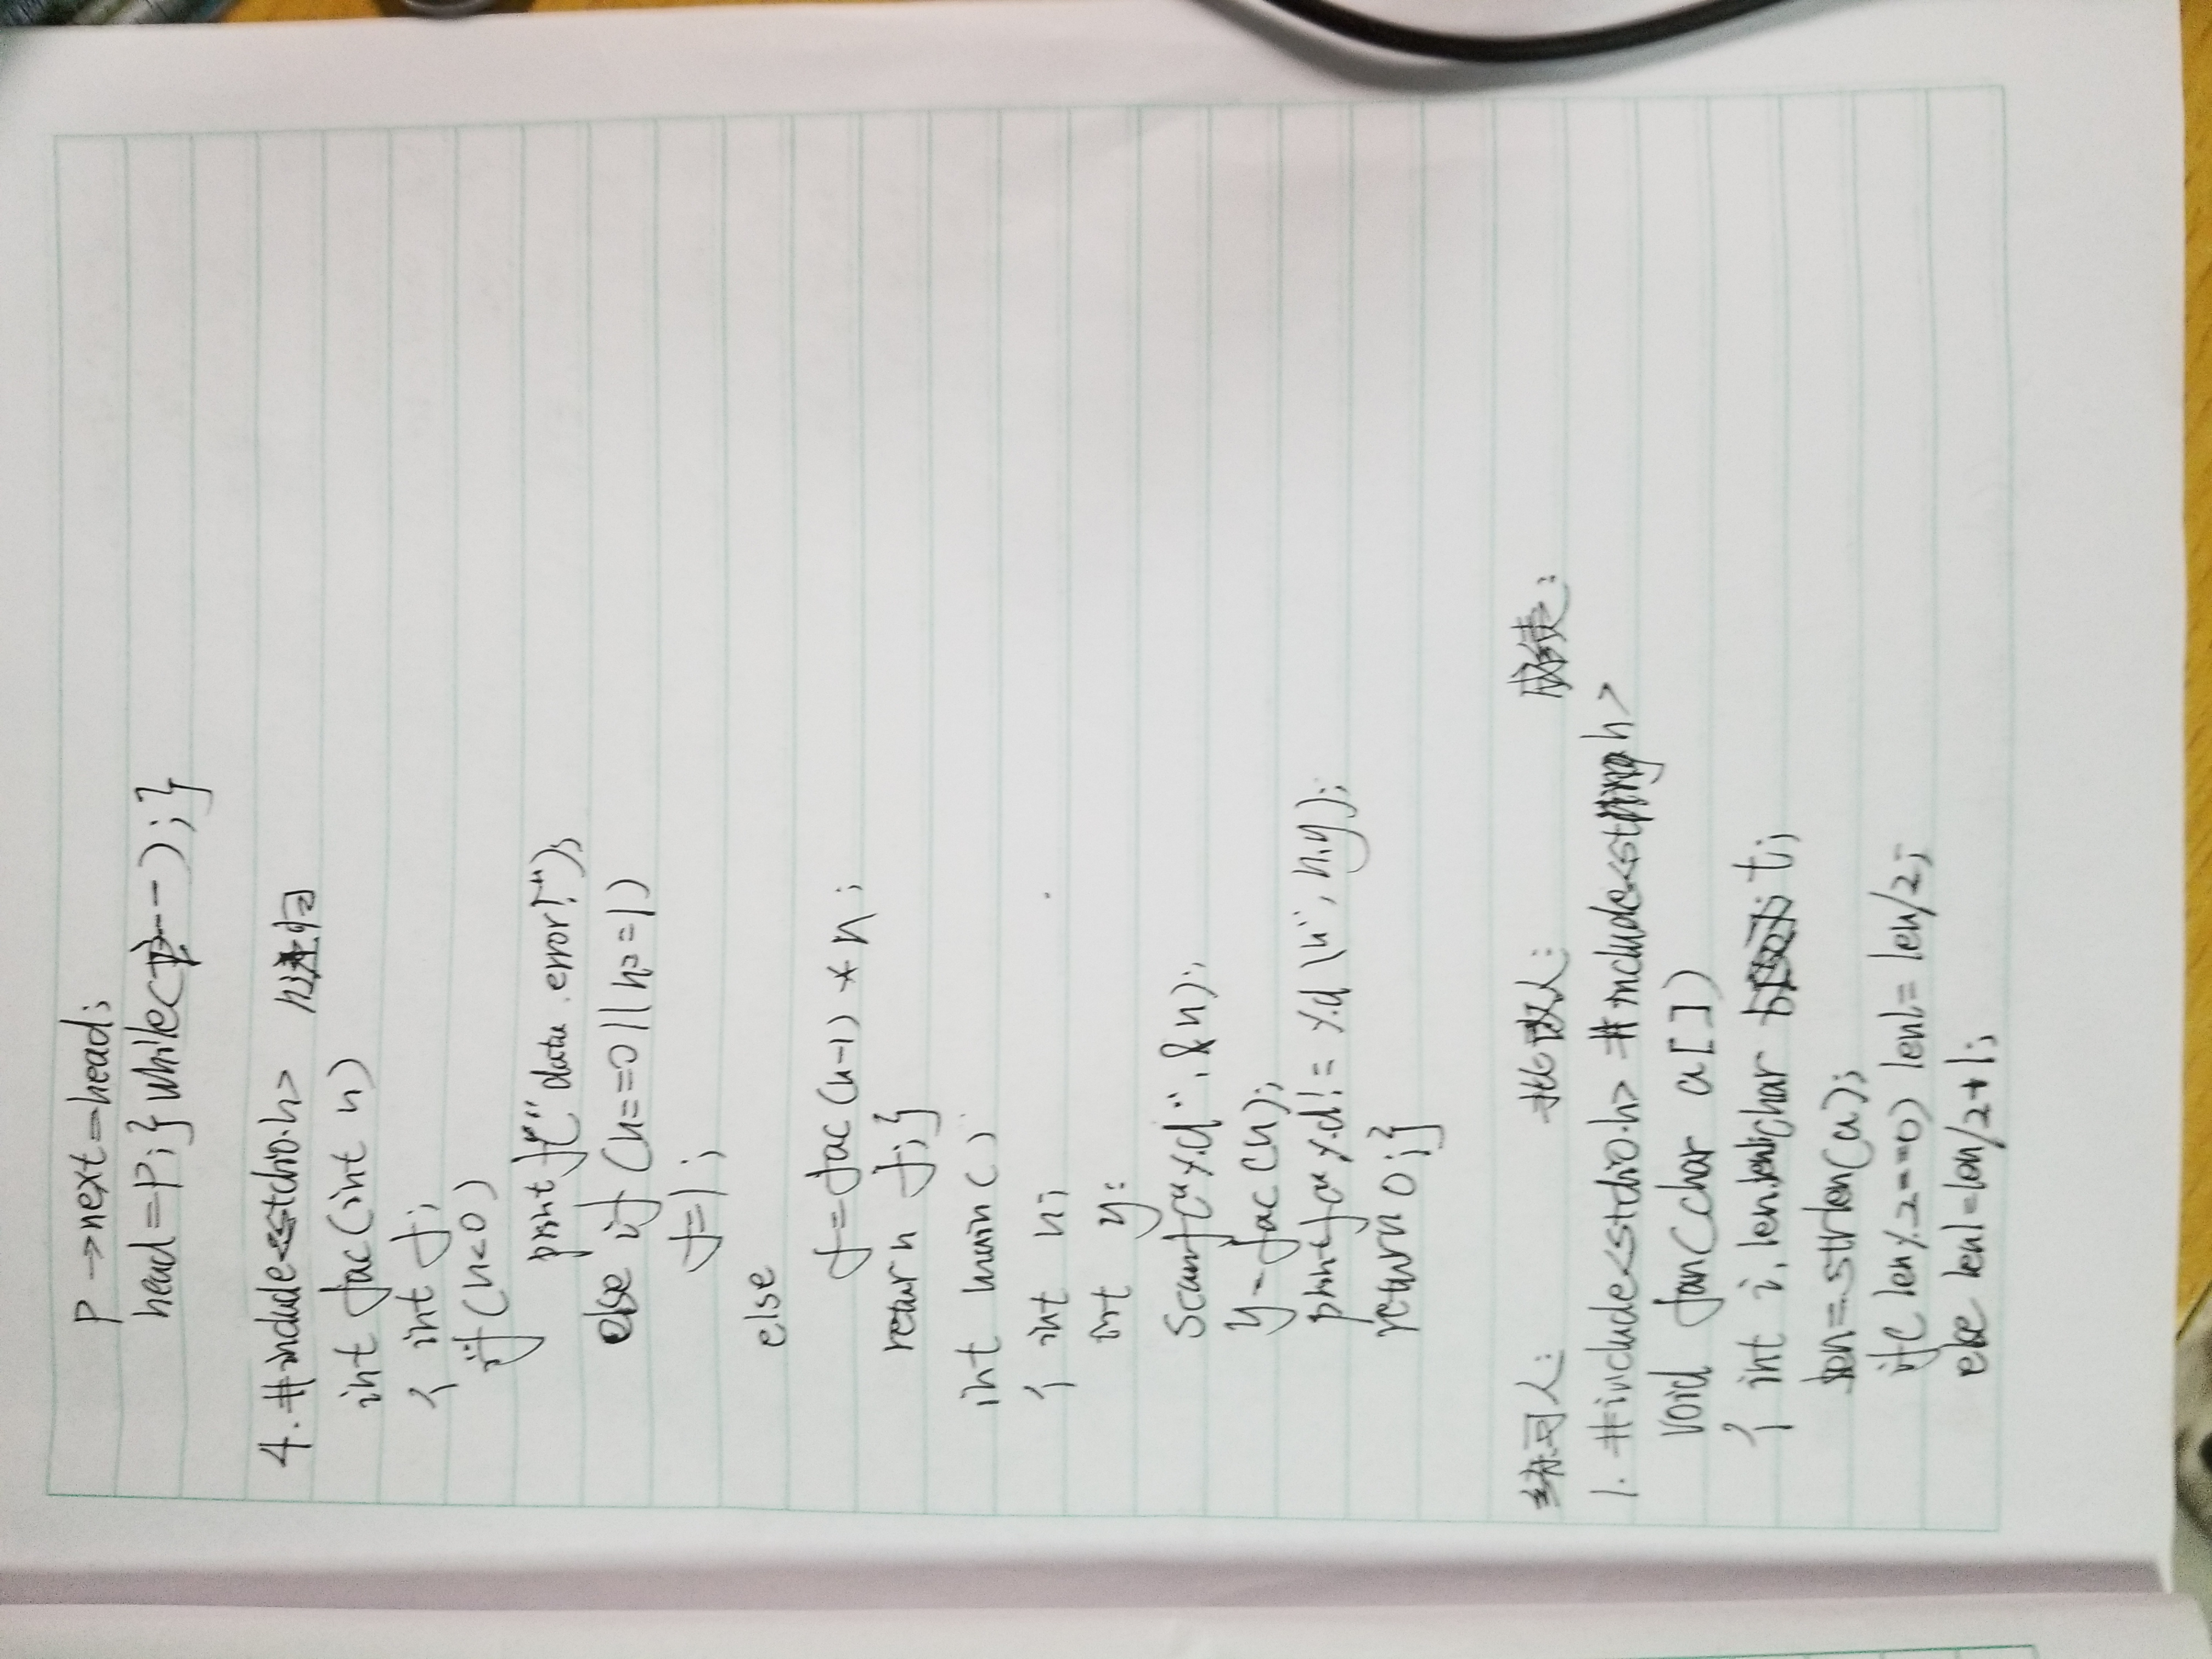 p →next=head;
head=p;}while(--);}
4. #include<stdio.h> n递归
int fac(int n)
{ int f;
if(n<0)
printf("data error!");
else if (n==0||n==1)
f=1;
else
f=fac(n-1)*n;
return f;}
int main()
{ int n;
int y;
scanf("%d",&n);
y=fac(n);
printf("%d!=%d\n",n,y);
return 0;}
练习人: 批改人: 成绩:
1. #include<stdio.h> #include<string.h>
void fan(char a[])
{ int i,len,len1;char t;
len=strlen(a);
if(len%2==0) len1=len/2;
else len1=len/2+1;